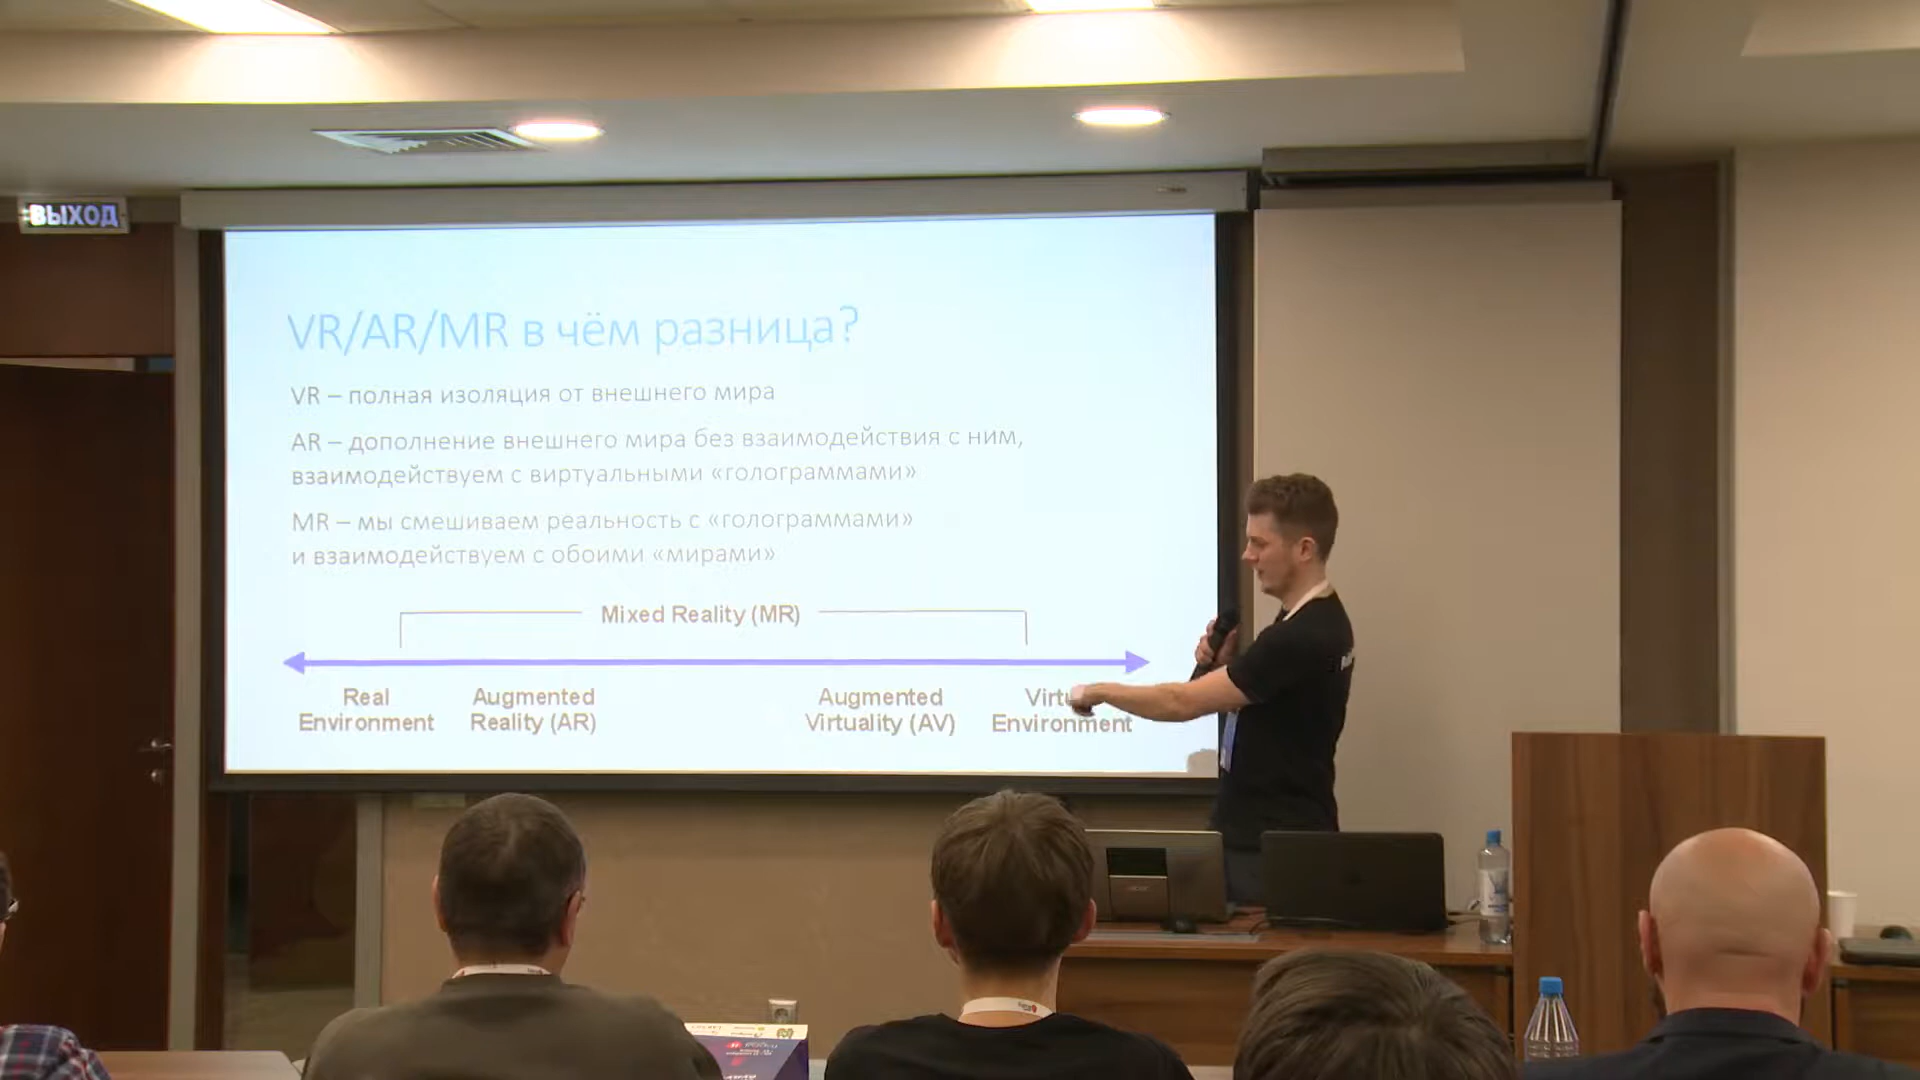 ВЫХОД
VR/AR/MR в чём разница?
VR – полная изоляция от внешнего мира
AR – дополнение внешнего мира без взаимодействия с ним,
взаимодействуем с виртуальными «голограммами»
MR – мы смешиваем реальность с «голограммами»
и взаимодействуем с обоими «мирами»
Mixed Reality (MR)
Real
Environment
Augmented
Reality (AR)
Augmented
Virtuality (AV)
Environment